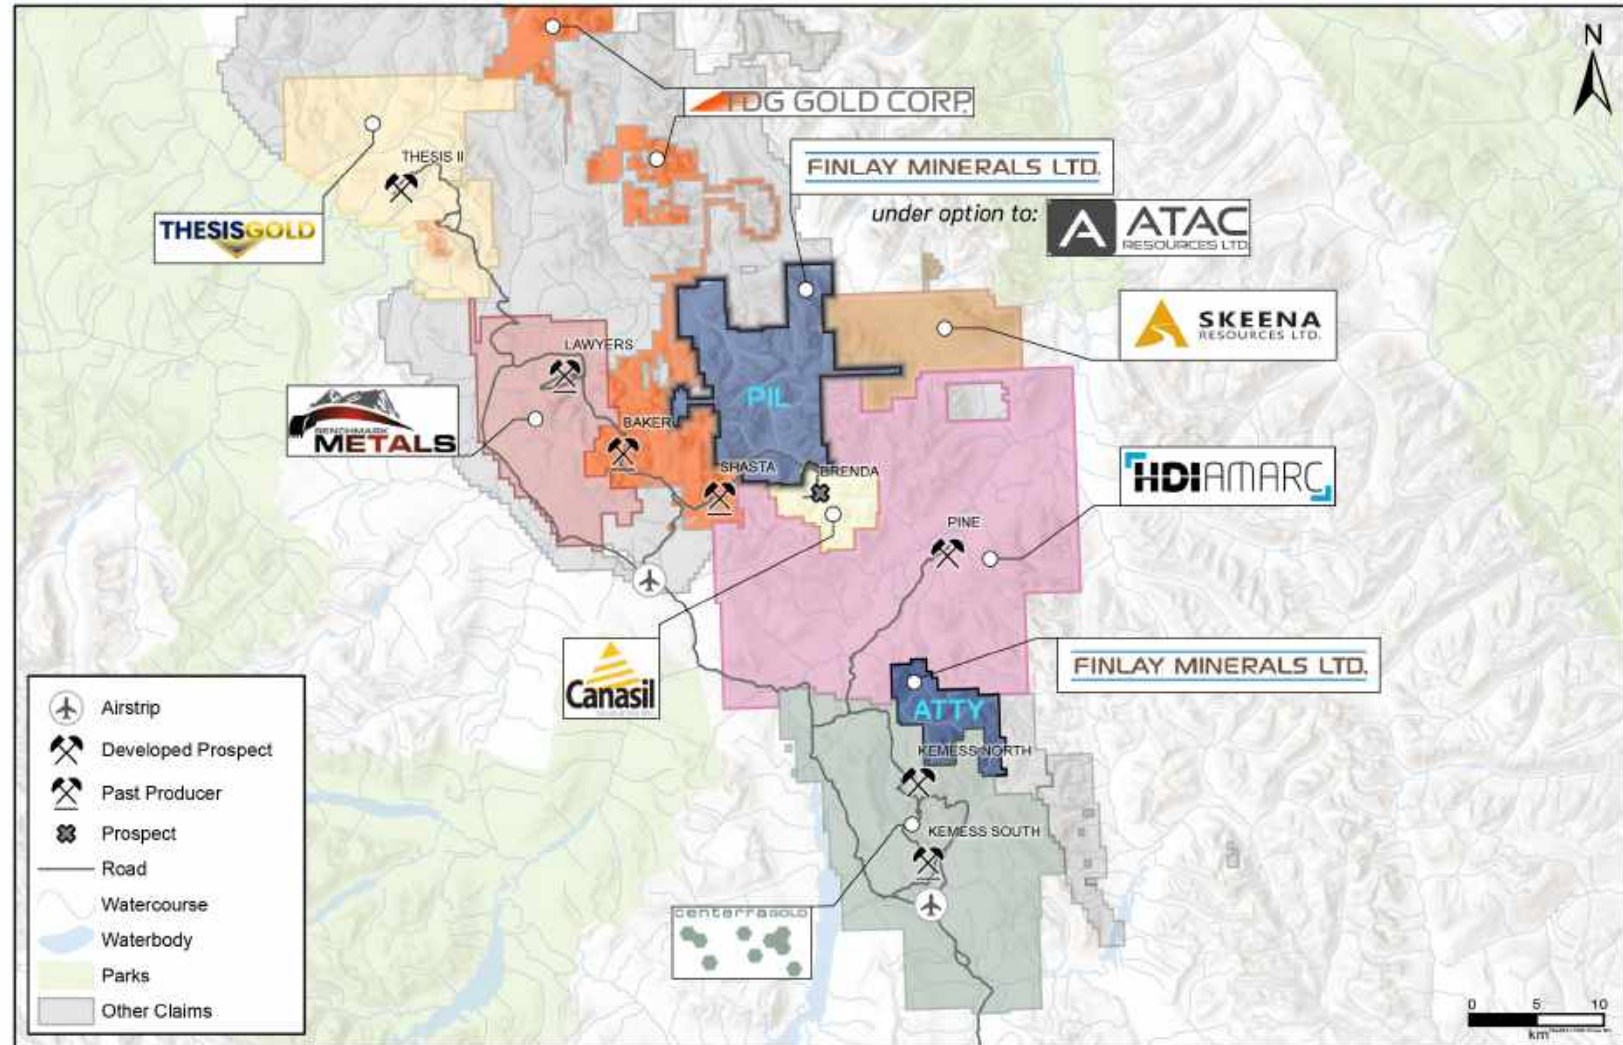 N
TDG GOLD CORP.
FINLAY MINERALS LTD.
under option to:
A ATAC
RESOURCES LTD.
THESIS II
THESISGOLD
SKEENA
RESOURCES LTD.
LAWYERS
PIL
BENCHMARK
METALS
BAKER
SHASTA
BRENDA
HDIAMARC
PINE
Canasil
FINLAY MINERALS LTD.
ATTY
KEMESS NORTH
KEMESS SOUTH
centerraGOLD
Airstrip
Developed Prospect
Past Producer
Prospect
Road
Watercourse
Waterbody
Parks
Other Claims
0 5 10
km